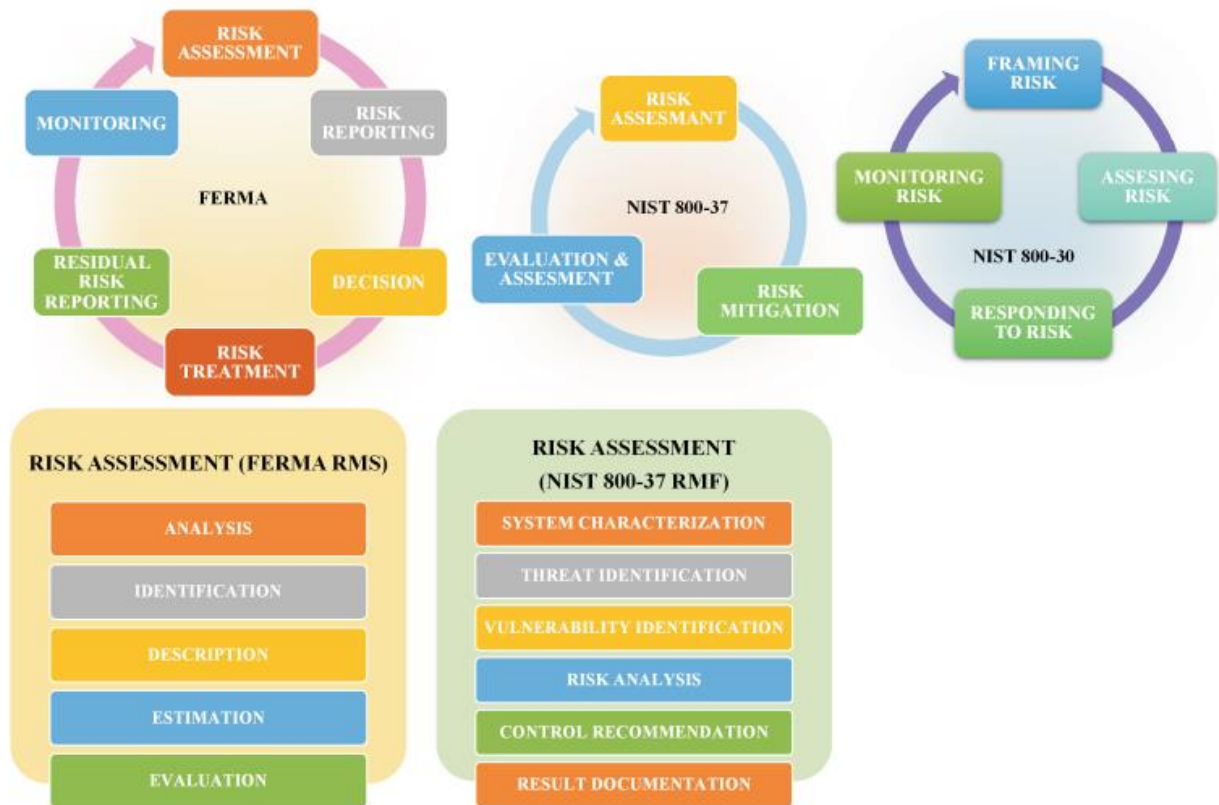 RISK
ASSESSMENT
RISK
REPORTING
DECISION
RISK
TREATMENT
RESIDUAL
RISK
REPORTING
MONITORING
FERMA
RISK
ASSESMANT
RISK
MITIGATION
EVALUATION &
ASSESMENT
NIST 800-37
FRAMING
RISK
ASSESING
RISK
RESPONDING
TO RISK
MONITORING
RISK
NIST 800-30
RISK ASSESSMENT (FERMA RMS)
ANALYSIS
IDENTIFICATION
DESCRIPTION
ESTIMATION
EVALUATION
RISK ASSESSMENT
(NIST 800-37 RMF)
SYSTEM CHARACTERIZATION
THREAT IDENTIFICATION
VULNERABILITY IDENTIFICATION
RISK ANALYSIS
CONTROL RECOMMENDATION
RESULT DOCUMENTATION